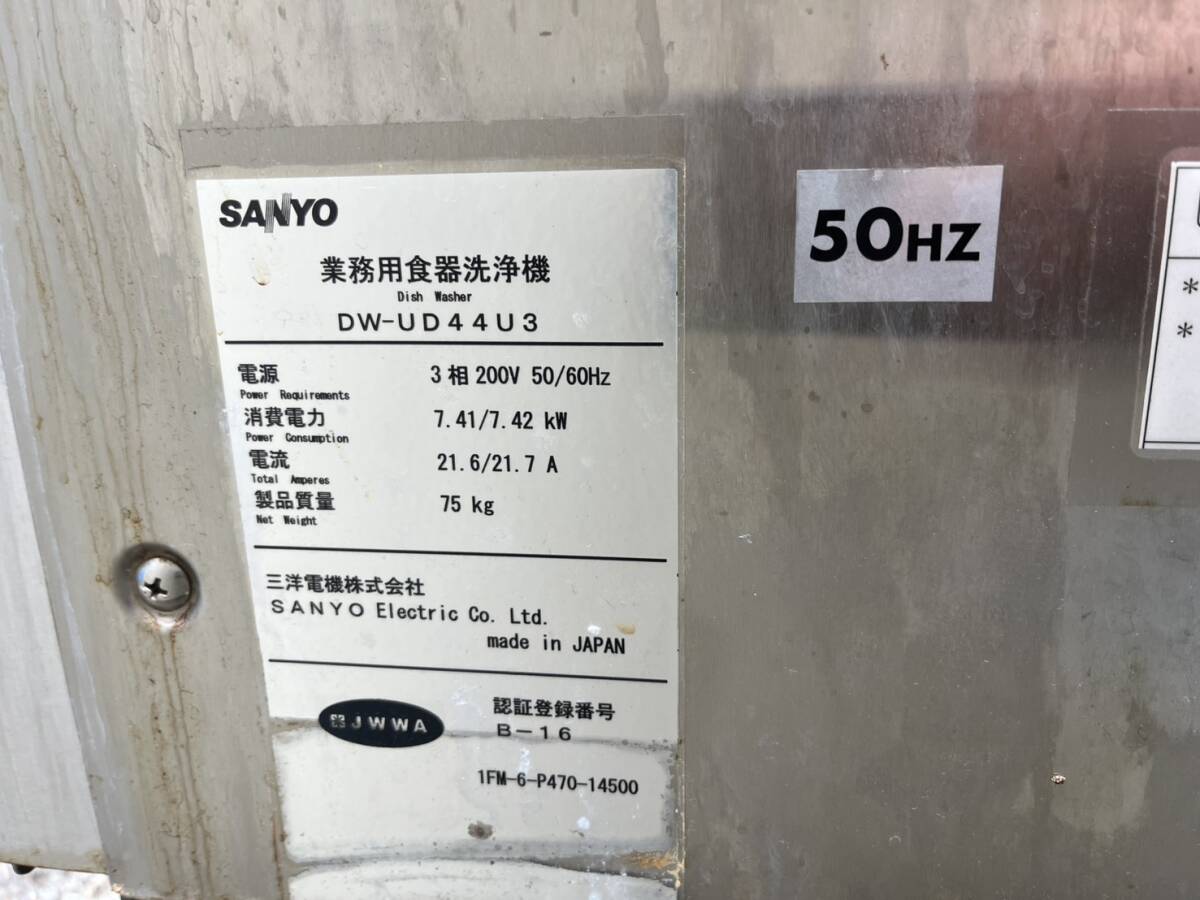 SANYO
業務用食器洗浄機
Dish Washer
DW-UD44U3
電源 3相 200V 50/60Hz
Power Requirements
消費電力 7.41/7.42 kW
Power Consumption
電流 21.6/21.7 A
Total Amperes
製品質量 75 kg
Net Weight
三洋電機株式会社
SANYO Electric Co. Ltd.
made in JAPAN
JWWA 認証登録番号
B-16
1FM-6-P470-14500
50HZ
*
*